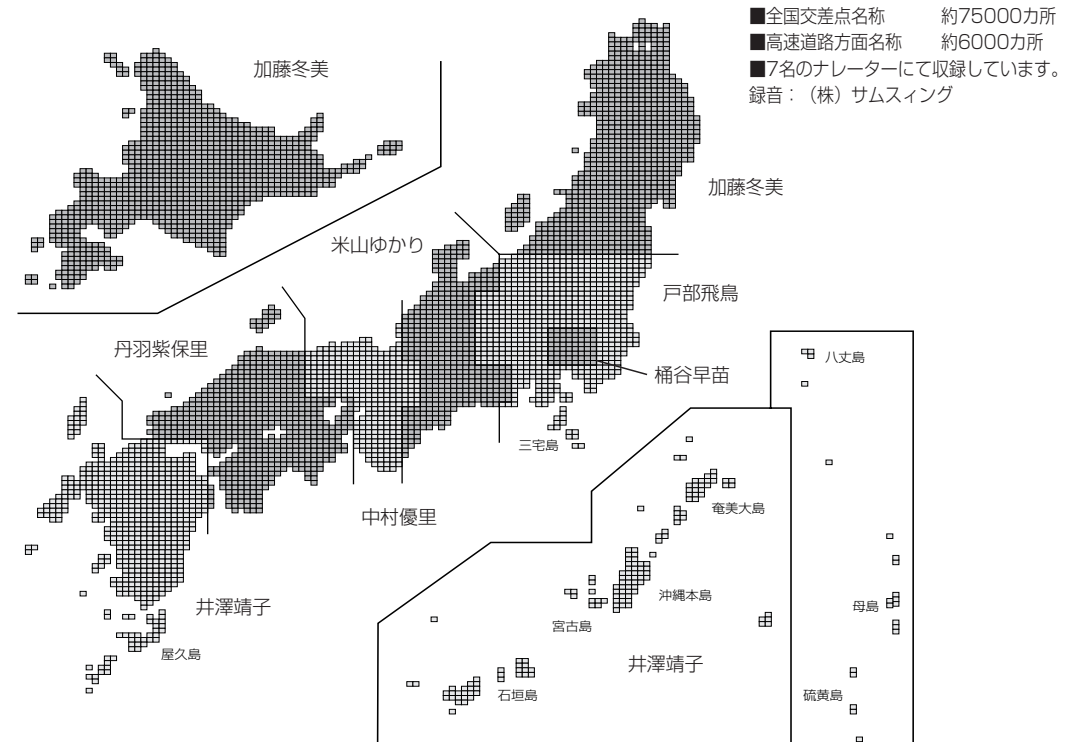 ■全国交差点名称　　　約75000カ所
■高速道路方面名称　　約6000カ所
■7名のナレーターにて収録しています。
録音：（株）サムスィング
加藤冬美
加藤冬美
米山ゆかり
戸部飛鳥
丹羽紫保里
桶谷早苗
八丈島
三宅島
奄美大島
中村優里
沖縄本島
井澤靖子
母島
宮古島
屋久島
井澤靖子
石垣島
硫黄島